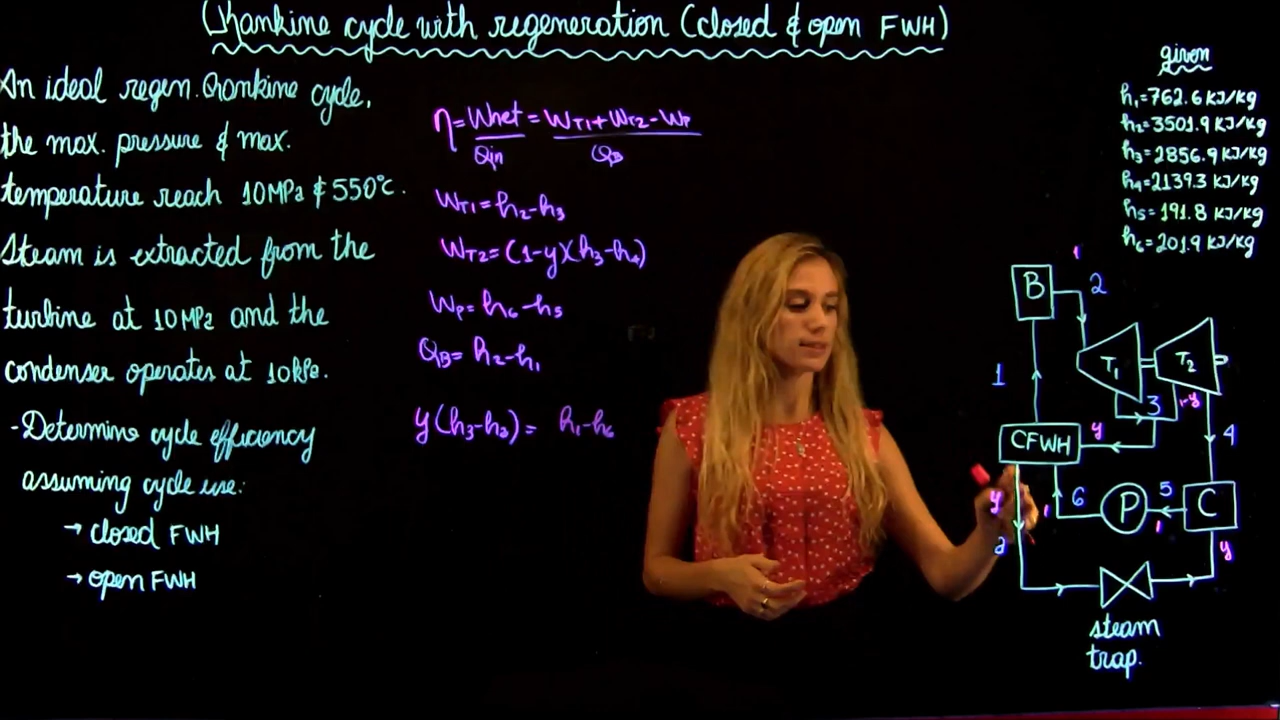 Rankine cycle with regeneration (closed & open FWH)
An ideal regen. Rankine cycle,
the max. pressure & max.
temperature reach 10MPa & 550°C.
Steam is extracted from the
turbine at 10MPa and the
condenser operates at 10kPa.
-Determine cycle efficiency
assuming cycle use:
→ closed FWH
→ open FWH
η = Wnet/Qin = (WT1+WT2-WP)/QB
WT1=h2-h3
WT2=(1-y)(h3-h4)
WP=h6-h5
QB= h2-h1
y(h3-ha)= h1-h6
given
h1=762.6 KJ/kg
h2=3501.9 KJ/kg
h3=2856.9 KJ/kg
h4=2139.3 KJ/kg
h5=191.8 KJ/kg
h6=201.9 KJ/kg
1
B
2
T1
T2
1
3
1-y
y
4
CFWH
y
a
6
1
P
5
1
C
y
steam
trap.